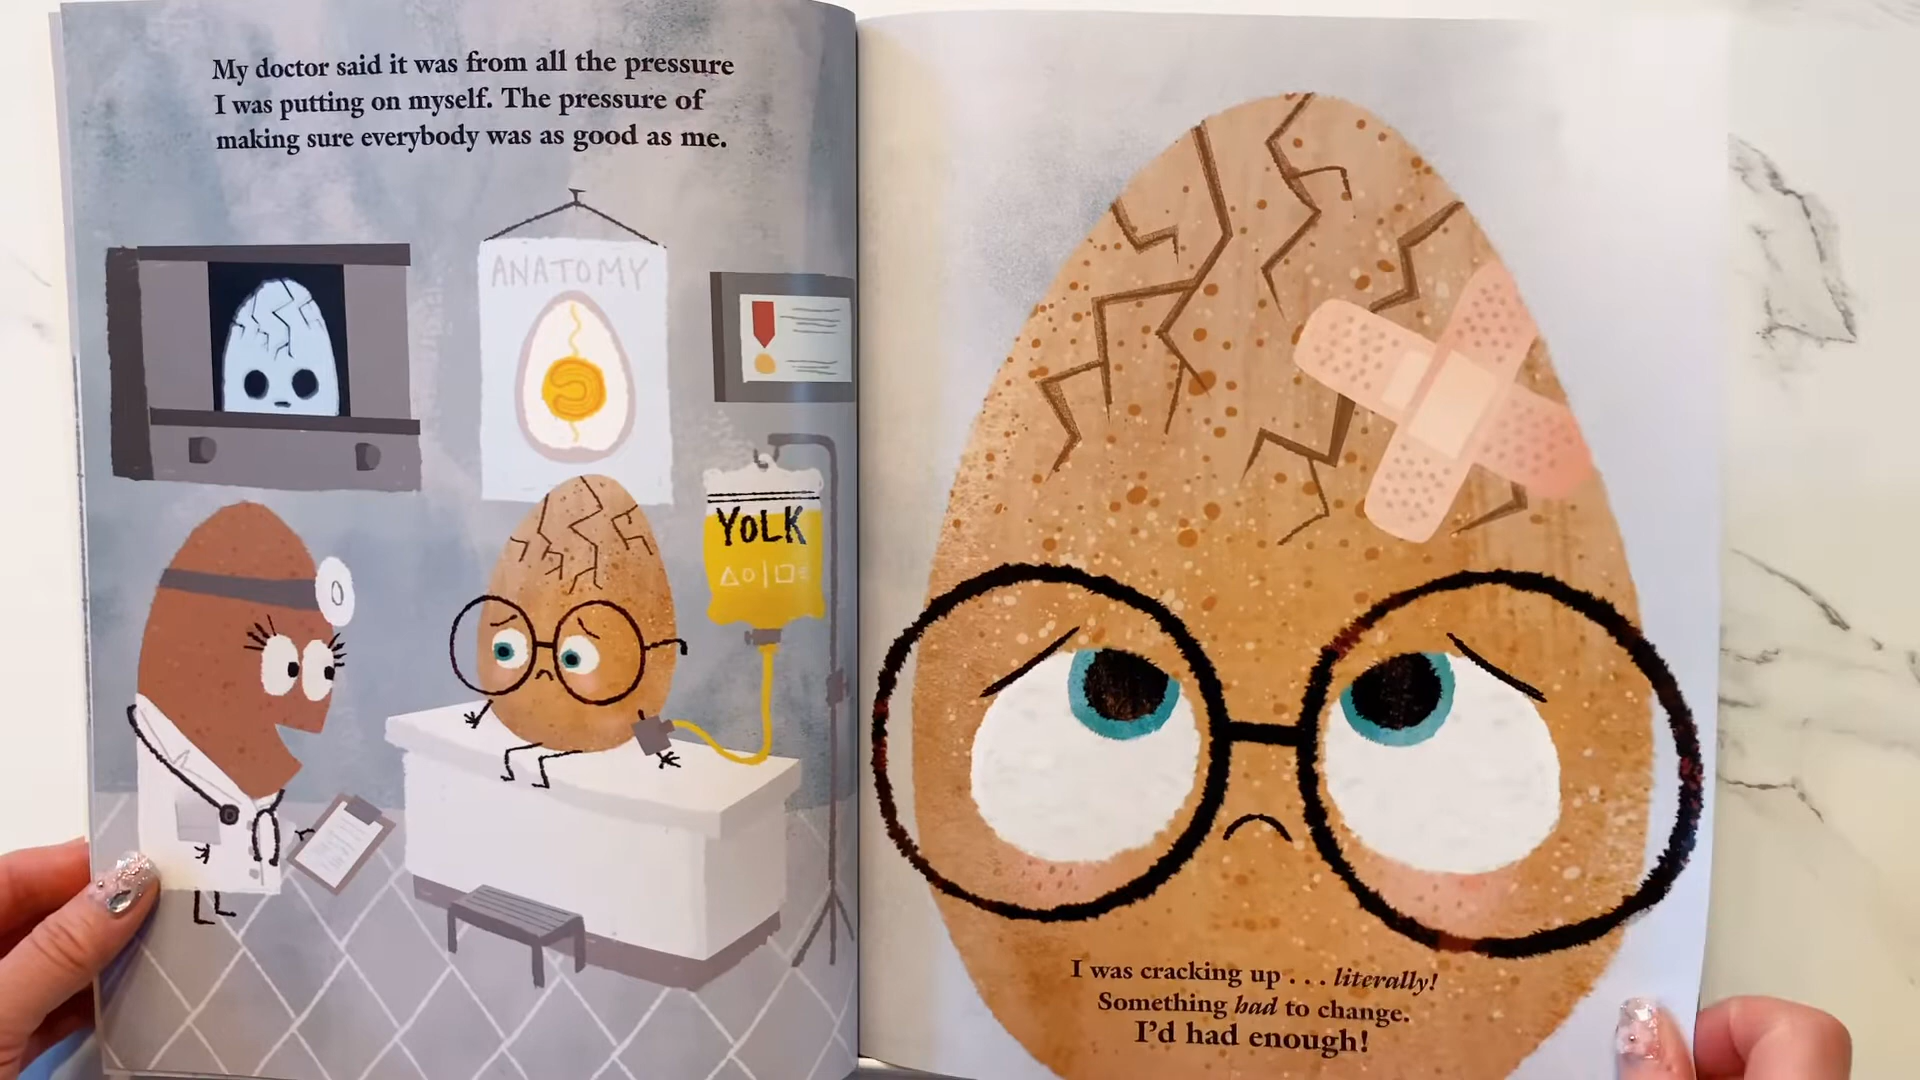 My doctor said it was from all the pressure
I was putting on myself. The pressure of
making sure everybody was as good as me.
ANATOMY
YOLK
I was cracking up . . . literally!
Something had to change.
I'd had enough!